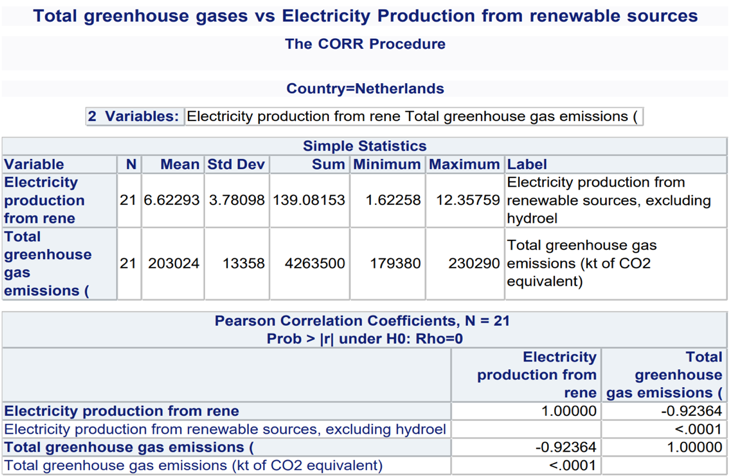 Total greenhouse gases vs Electricity Production from renewable sources
The CORR Procedure
Country=Netherlands
2 Variables: Electricity production from rene Total greenhouse gas emissions (
Simple Statistics
Variable N Mean Std Dev Sum Minimum Maximum Label
Electricity production from rene 21 6.62293 3.78098 139.08153 1.62258 12.35759 Electricity production from renewable sources, excluding hydroel
Total greenhouse gas emissions ( 21 203024 13358 4263500 179380 230290 Total greenhouse gas emissions (kt of CO2 equivalent)
Pearson Correlation Coefficients, N = 21
Prob > |r| under H0: Rho=0
Electricity production from rene Total greenhouse gas emissions (
Electricity production from rene 1.00000 -0.92364
Electricity production from renewable sources, excluding hydroel <.0001
Total greenhouse gas emissions ( -0.92364 1.00000
Total greenhouse gas emissions (kt of CO2 equivalent) <.0001